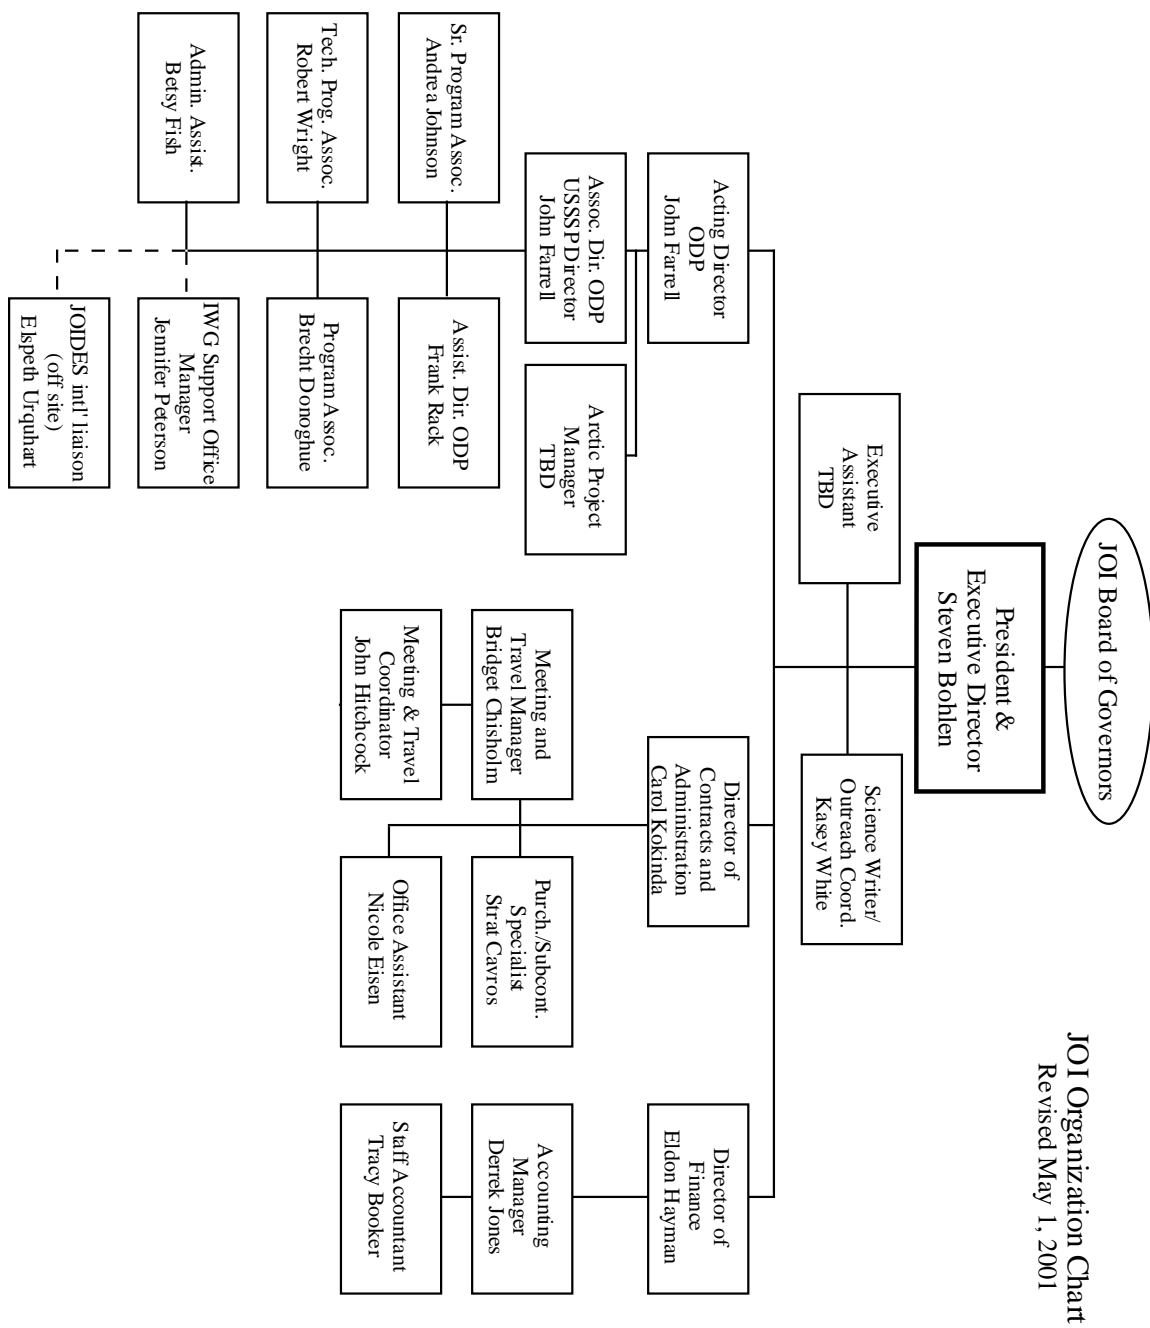 JOI Organization Chart
Revised May 1, 2001
JOI Board of Governors
President &
Executive Director
Steven Bohlen
Executive
Assistant
TBD
Science Writer/
Outreach Coord.
Kasey White
Acting Director
ODP
John Farrell
Director of
Contracts and
Administration
Carol Kokinda
Director of
Finance
Eldon Hayman
Assoc. Dir. ODP
USSSP Director
John Farrell
Arctic Project
Manager
TBD
Meeting and
Travel Manager
Bridget Chisholm
Purch./Subcont.
Specialist
Strat Cavros
Accounting
Manager
Derrek Jones
Sr. Program Assoc.
Andrea Johnson
Assist. Dir. ODP
Frank Rack
Meeting & Travel
Coordinator
John Hitchcock
Office Assistant
Nicole Eisen
Staff Accountant
Tracy Booker
Tech. Prog. Assoc.
Robert Wright
Program Assoc.
Brecht Donoghue
Admin. Assist.
Betsy Fish
IWG Support Office
Manager
Jennifer Peterson
JOIDES intl' liaison
(off site)
Elspeth Urquhart